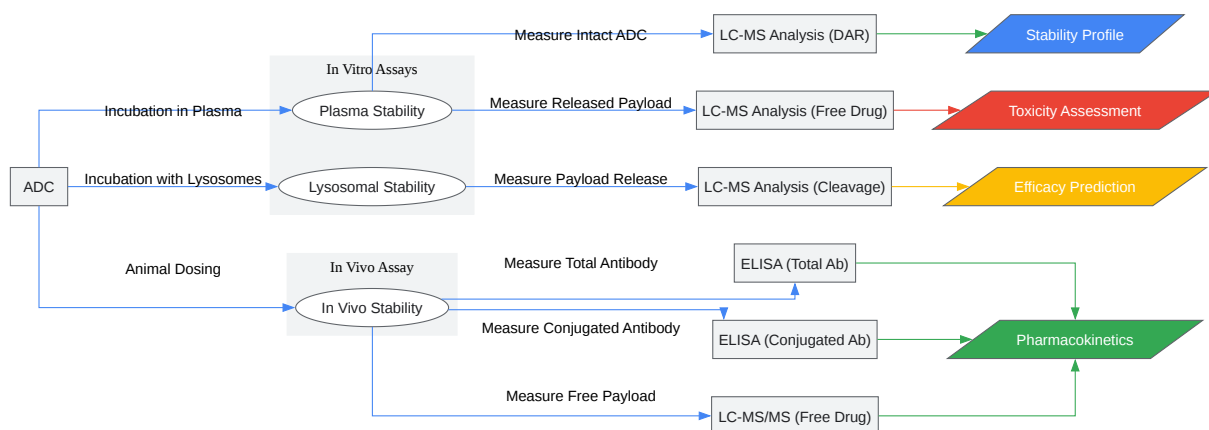 Measure Intact ADC
LC-MS Analysis (DAR)
Stability Profile
In Vitro Assays
Incubation in Plasma
Plasma Stability
Measure Released Payload
LC-MS Analysis (Free Drug)
Toxicity Assessment
ADC
Incubation with Lysosomes
Lysosomal Stability
Measure Payload Release
LC-MS Analysis (Cleavage)
Efficacy Prediction
Animal Dosing
In Vivo Assay
Measure Total Antibody
ELISA (Total Ab)
In Vivo Stability
Measure Conjugated Antibody
ELISA (Conjugated Ab)
Pharmacokinetics
Measure Free Payload
LC-MS/MS (Free Drug)